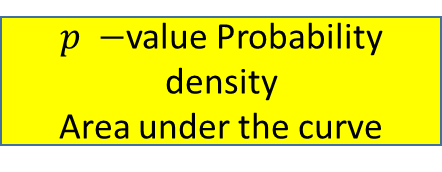 p −value Probability
density
Area under the curve